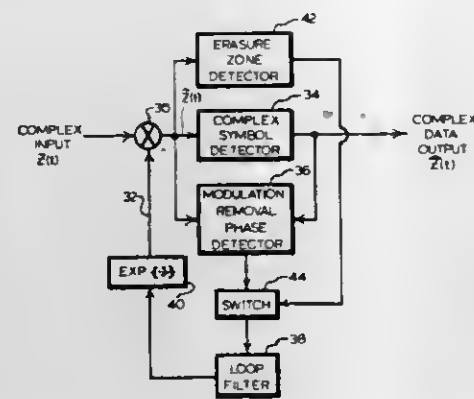 42
ERASURE
ZONE
DETECTOR
30
Z̃(t)
34
COMPLEX
INPUT
Z(t)
COMPLEX
SYMBOL
DETECTOR
COMPLEX
DATA
OUTPUT
Ẑ(t)
36
32
MODULATION
REMOVAL
PHASE
DETECTOR
EXP {·}
40
44
SWITCH
38
LOOP
FILTER